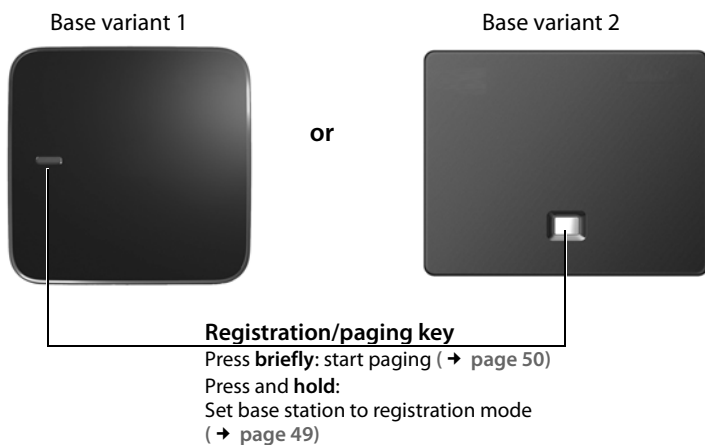 Base variant 1
Base variant 2
or
Registration/paging key
Press briefly: start paging ( ➔ page 50)
Press and hold:
Set base station to registration mode
( ➔ page 49)